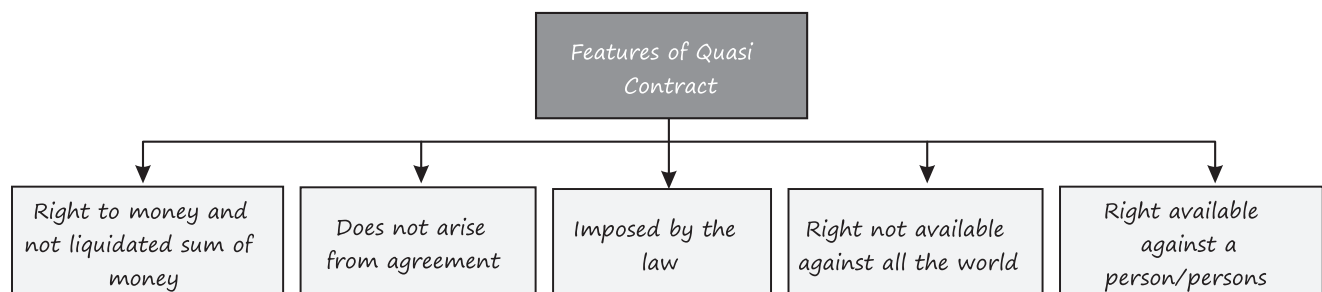 Features of Quasi
Contract
Right to money and
not liquidated sum of
money
Does not arise
from agreement
Imposed by the
law
Right not available
against all the world
Right available
against a
person/persons